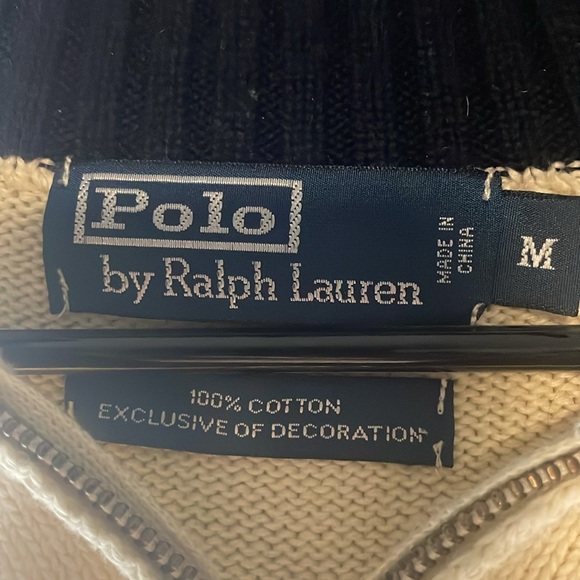 Polo
by Ralph Lauren
MADE IN
CHINA
M
100% COTTON
EXCLUSIVE OF DECORATION